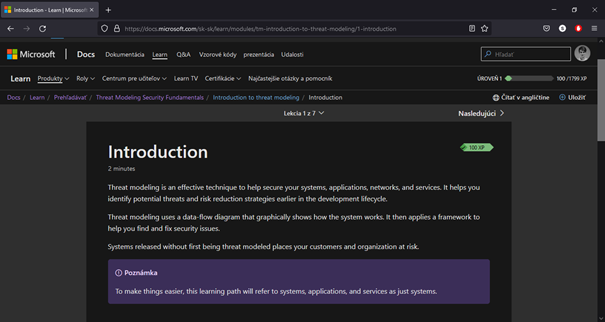 Introduction - Learn | Microsof
https://docs.microsoft.com/sk-sk/learn/modules/tm-introduction-to-threat-modeling/1-introduction
Microsoft Docs Dokumentácia Learn Q&A Vzorové kódy prezentácia Udalosti Hľadať
Learn Produkty Roly Centrum pre učiteľov Learn TV Certifikácie Najčastejšie otázky a pomocník ÚROVEŇ 1 100 /1799 XP
Docs / Learn / Prehľadávať / Threat Modeling Security Fundamentals / Introduction to threat modeling / Introduction Čítať v angličtine Uložiť
Lekcia 1 z 7 Nasledujúci
Introduction 100 XP
2 minutes
Threat modeling is an effective technique to help secure your systems, applications, networks, and services. It helps you
identify potential threats and risk reduction strategies earlier in the development lifecycle.
Threat modeling uses a data-flow diagram that graphically shows how the system works. It then applies a framework to
help you find and fix security issues.
Systems released without first being threat modeled places your customers and organization at risk.
Poznámka
To make things easier, this learning path will refer to systems, applications, and services as just systems.